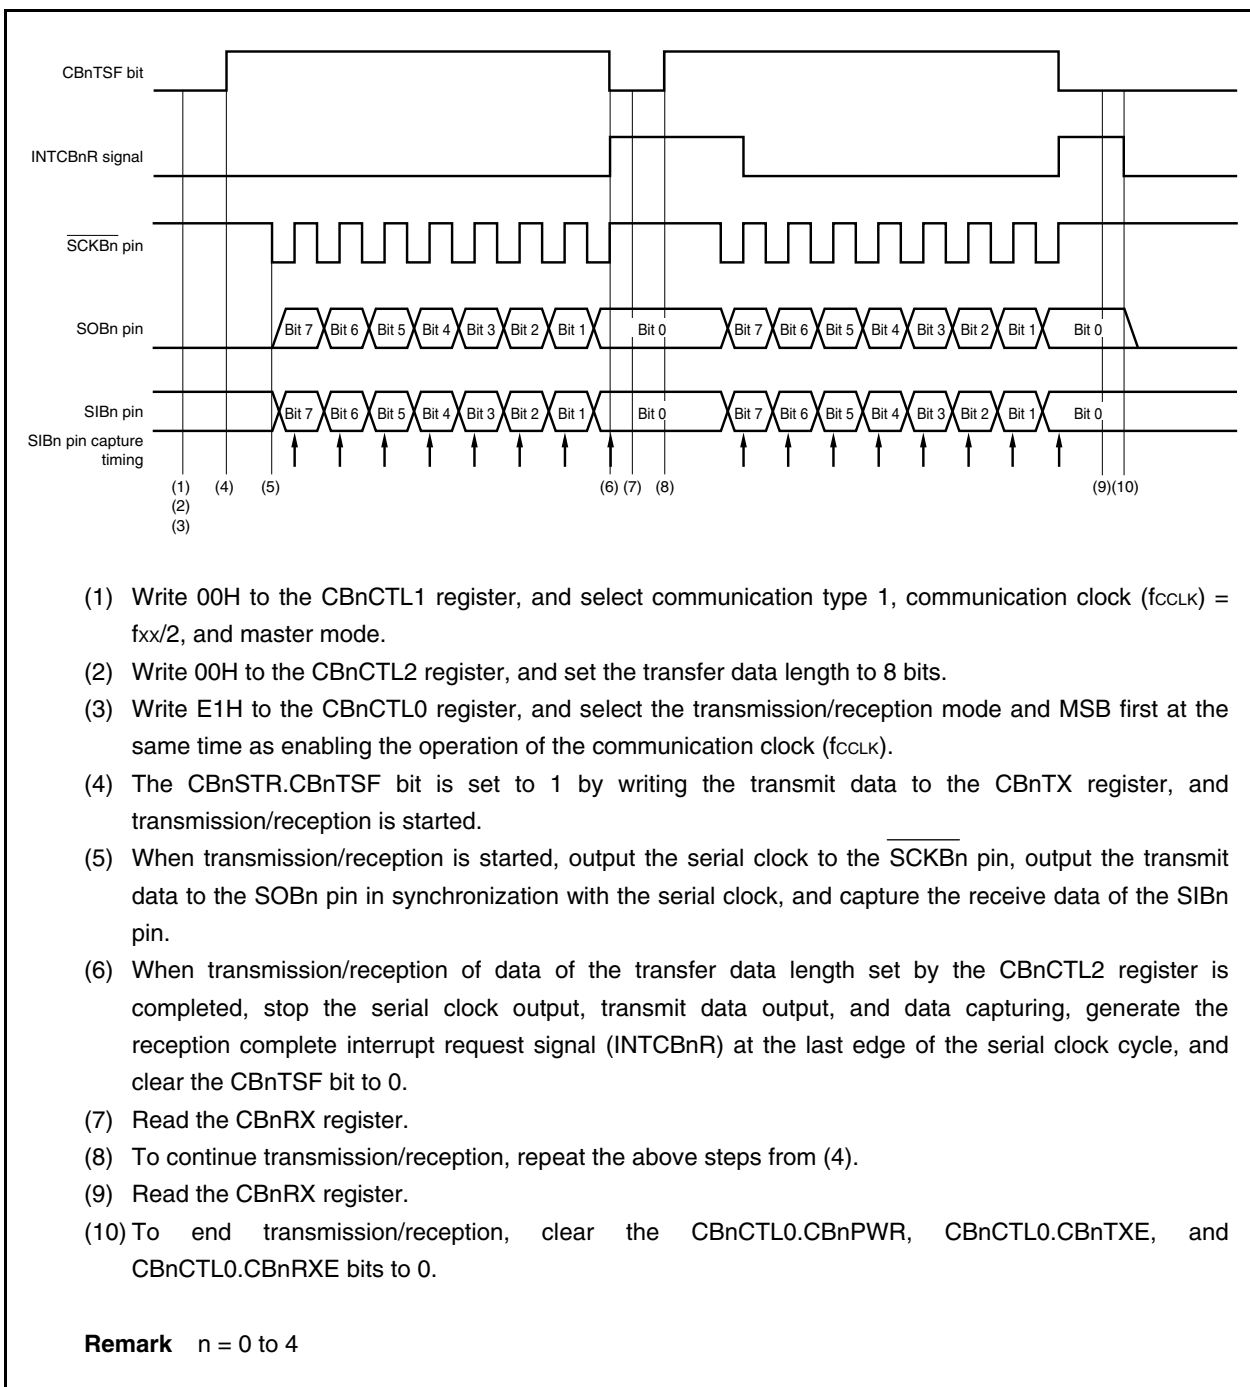 CBnTSF bit
INTCBnR signal
SCKBn pin
SOBn pin
Bit 7 Bit 6 Bit 5 Bit 4 Bit 3 Bit 2 Bit 1 Bit 0 Bit 7 Bit 6 Bit 5 Bit 4 Bit 3 Bit 2 Bit 1 Bit 0
SIBn pin
Bit 7 Bit 6 Bit 5 Bit 4 Bit 3 Bit 2 Bit 1 Bit 0 Bit 7 Bit 6 Bit 5 Bit 4 Bit 3 Bit 2 Bit 1 Bit 0
SIBn pin capture
timing
(1) (4) (5) (6) (7) (8) (9) (10)
(2)
(3)
(1) Write 00H to the CBnCTL1 register, and select communication type 1, communication clock (fCCLK) =
fxx/2, and master mode.
(2) Write 00H to the CBnCTL2 register, and set the transfer data length to 8 bits.
(3) Write E1H to the CBnCTL0 register, and select the transmission/reception mode and MSB first at the
same time as enabling the operation of the communication clock (fCCLK).
(4) The CBnSTR.CBnTSF bit is set to 1 by writing the transmit data to the CBnTX register, and
transmission/reception is started.
(5) When transmission/reception is started, output the serial clock to the SCKBn pin, output the transmit
data to the SOBn pin in synchronization with the serial clock, and capture the receive data of the SIBn
pin.
(6) When transmission/reception of data of the transfer data length set by the CBnCTL2 register is
completed, stop the serial clock output, transmit data output, and data capturing, generate the
reception complete interrupt request signal (INTCBnR) at the last edge of the serial clock cycle, and
clear the CBnTSF bit to 0.
(7) Read the CBnRX register.
(8) To continue transmission/reception, repeat the above steps from (4).
(9) Read the CBnRX register.
(10) To end transmission/reception, clear the CBnCTL0.CBnPWR, CBnCTL0.CBnTXE, and
CBnCTL0.CBnRXE bits to 0.
Remark n = 0 to 4